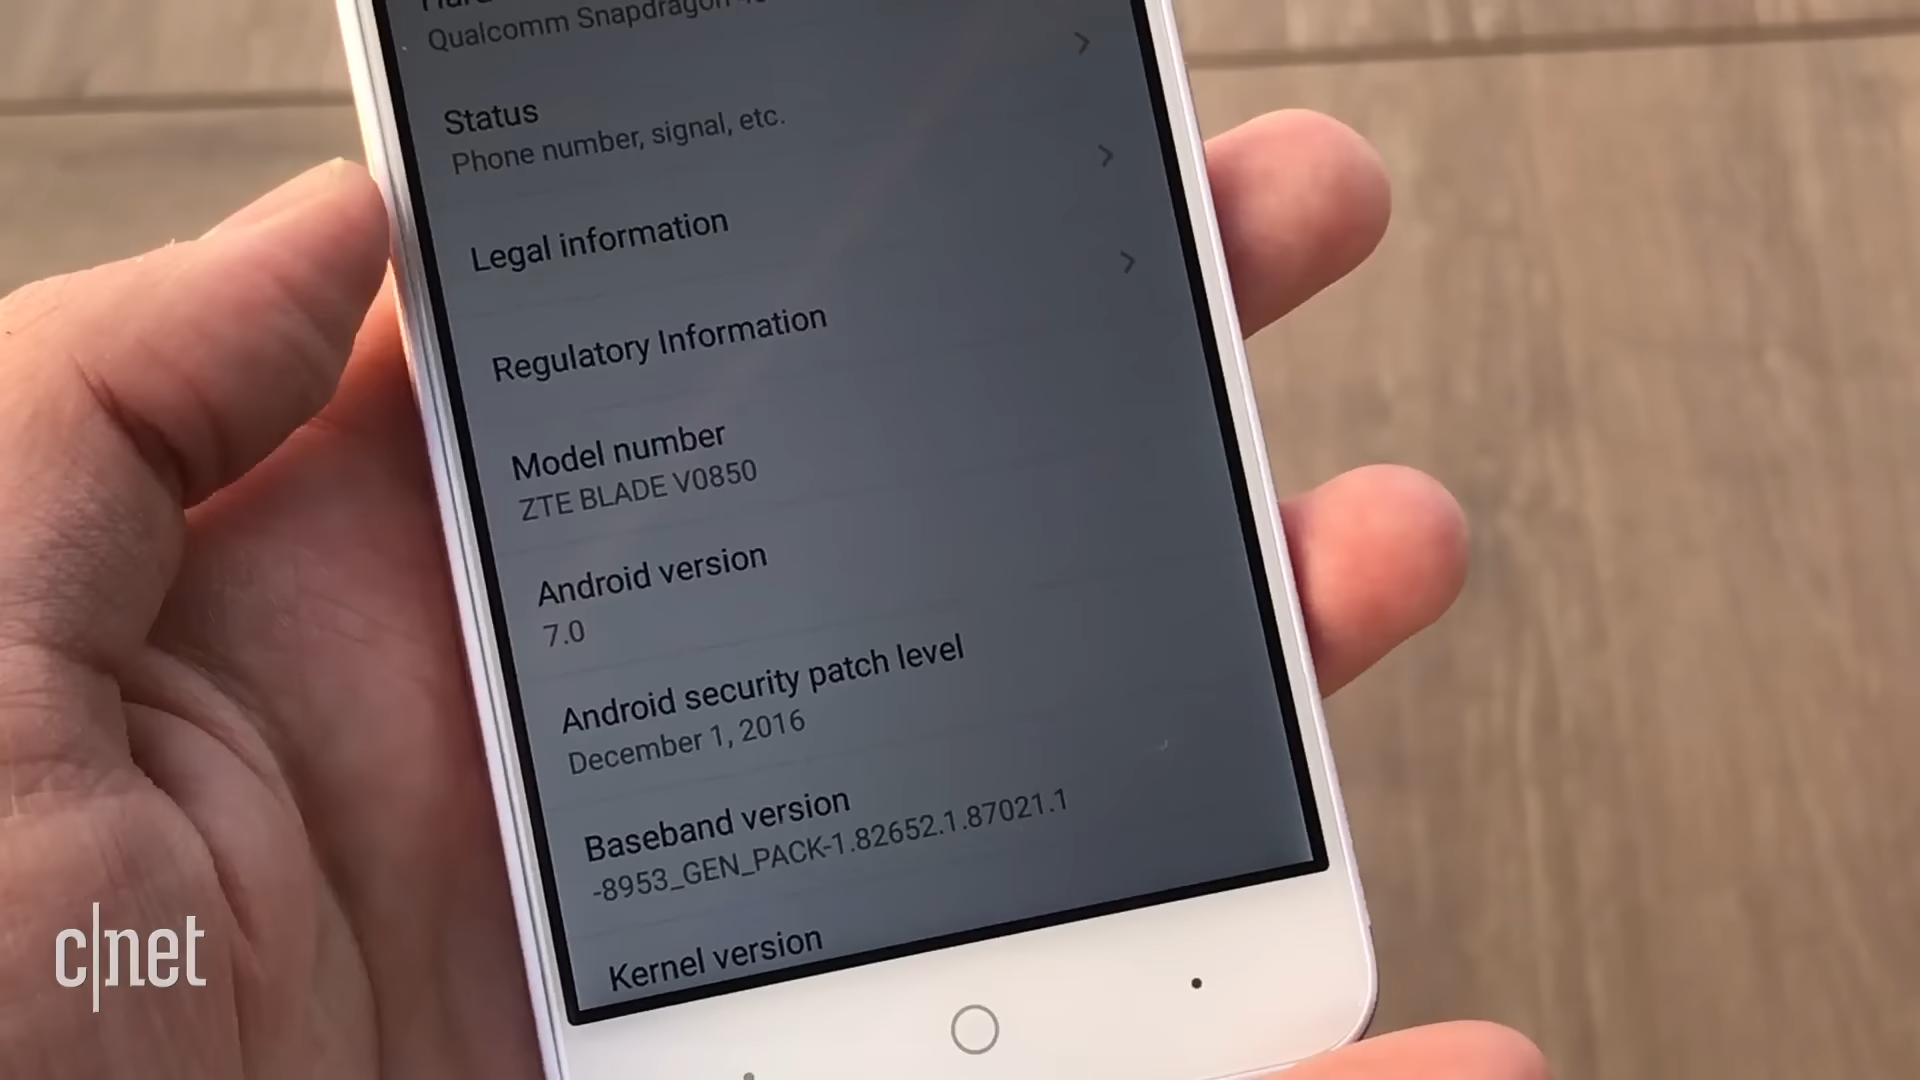 Qualcomm Snapdragon
Status
Phone number, signal, etc.
Legal information
Regulatory Information
Model number
ZTE BLADE V0850
Android version
7.0
Android security patch level
December 1, 2016
Baseband version
-8953_GEN_PACK-1.82652.1.87021.1
Kernel version
c|net